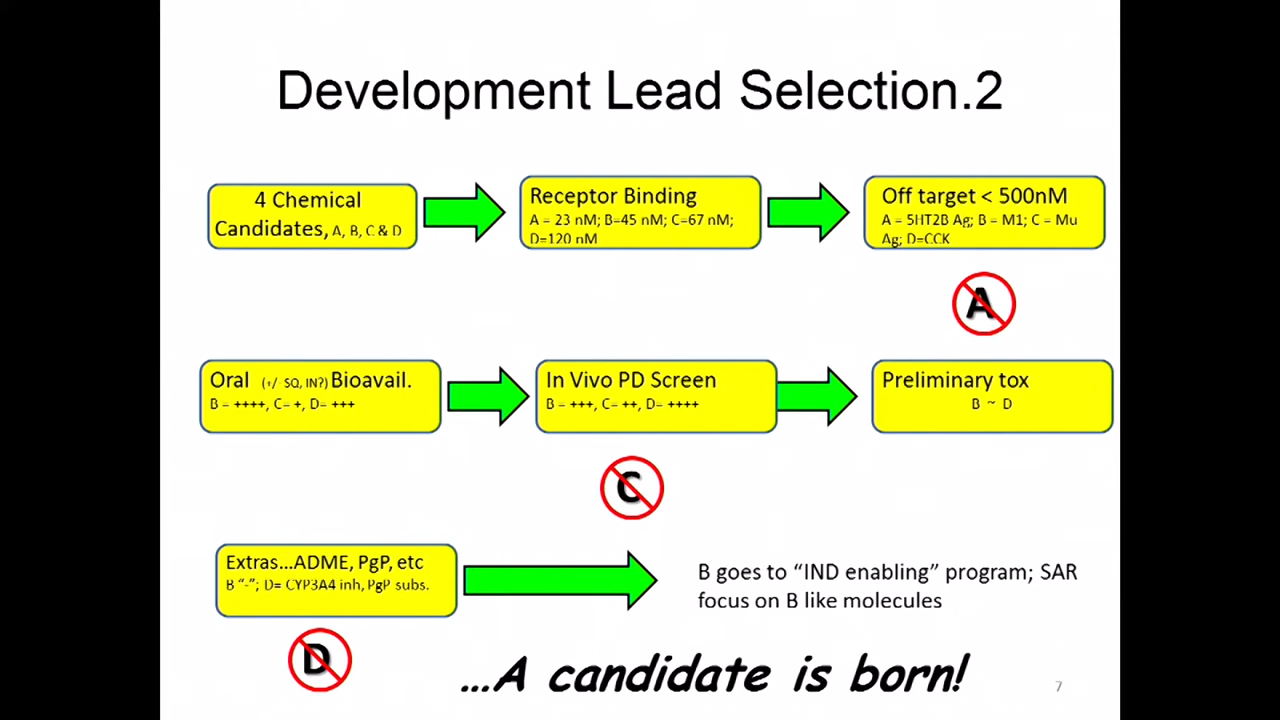 Development Lead Selection.2
4 Chemical
Candidates, A, B, C & D
Receptor Binding
A = 23 nM; B=45 nM; C=67 nM;
D=120 nM
Off target < 500nM
A = 5HT2B Ag; B = M1; C = Mu
Ag; D=CCK
A
Oral (+/ SQ, IN?) Bioavail.
B = ++++, C= +, D= +++
In Vivo PD Screen
B = +++, C= ++, D= ++++
Preliminary tox
B ~ D
C
Extras...ADME, PgP, etc
B "-"; D= CYP3A4 inh, PgP subs.
B goes to “IND enabling” program; SAR
focus on B like molecules
D
...A candidate is born!
7